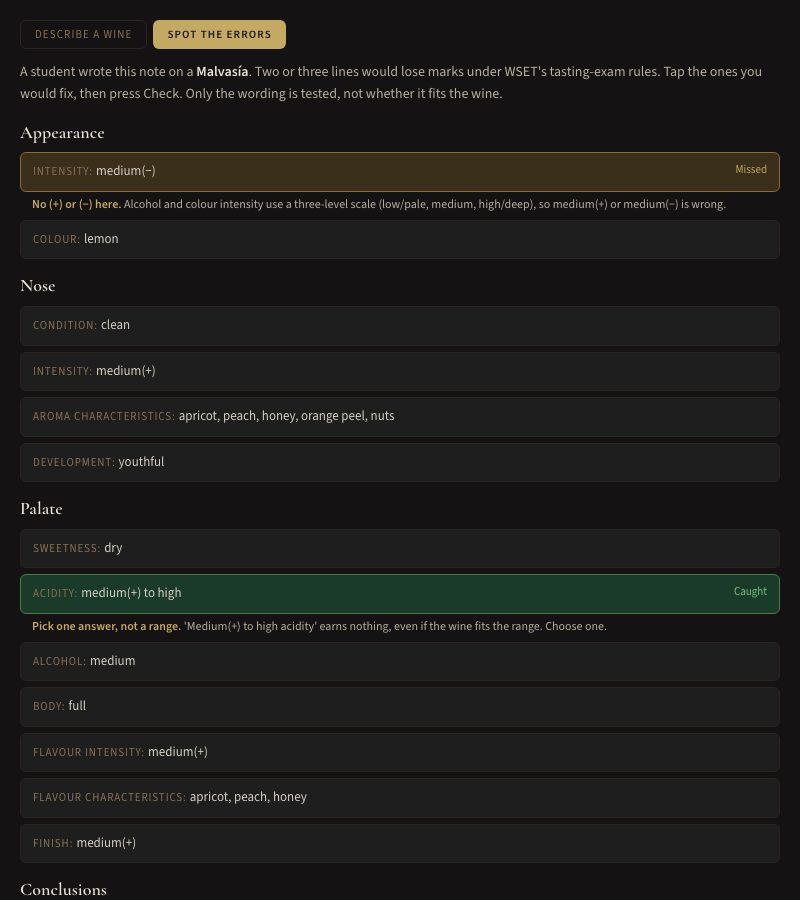 DESCRIBE A WINE
SPOT THE ERRORS
A student wrote this note on a Malvasía. Two or three lines would lose marks under WSET's tasting-exam rules. Tap the ones you
would fix, then press Check. Only the wording is tested, not whether it fits the wine.
Appearance
INTENSITY: medium(−)
Missed
No (+) or (−) here. Alcohol and colour intensity use a three-level scale (low/pale, medium, high/deep), so medium(+) or medium(−) is wrong.
COLOUR: lemon
Nose
CONDITION: clean
INTENSITY: medium(+)
AROMA CHARACTERISTICS: apricot, peach, honey, orange peel, nuts
DEVELOPMENT: youthful
Palate
SWEETNESS: dry
ACIDITY: medium(+) to high
Caught
Pick one answer, not a range. 'Medium(+) to high acidity' earns nothing, even if the wine fits the range. Choose one.
ALCOHOL: medium
BODY: full
FLAVOUR INTENSITY: medium(+)
FLAVOUR CHARACTERISTICS: apricot, peach, honey
FINISH: medium(+)
Conclusions